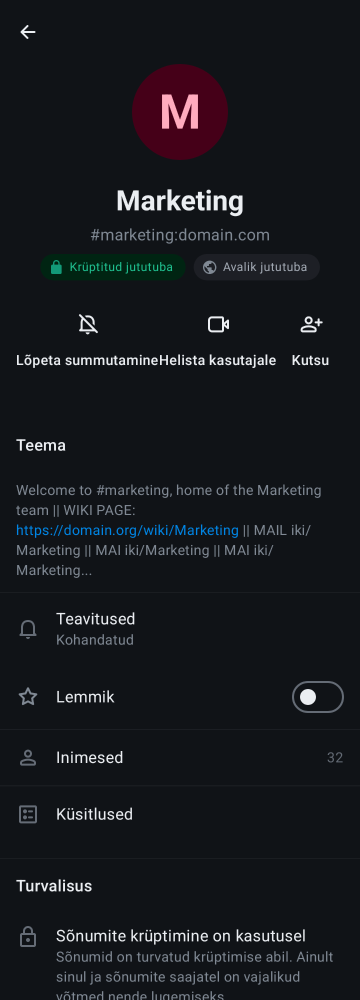 M
Marketing
#marketing:domain.com
Krüptitud jututuba
Avalik jututuba
Lõpeta summutamine
Helista kasutajale
Kutsu
Teema
Welcome to #marketing, home of the Marketing
team || WIKI PAGE:
https://domain.org/wiki/Marketing || MAIL iki/
Marketing || MAI iki/Marketing || MAI iki/
Marketing...
Teavitused
Kohandatud
Lemmik
Inimesed
32
Küsitlused
Turvalisus
Sõnumite krüptimine on kasutusel
Sõnumid on turvatud krüptimise abil. Ainult
sinul ja sõnumite saajatel on vajalikud
võtmed nende lugemiseks